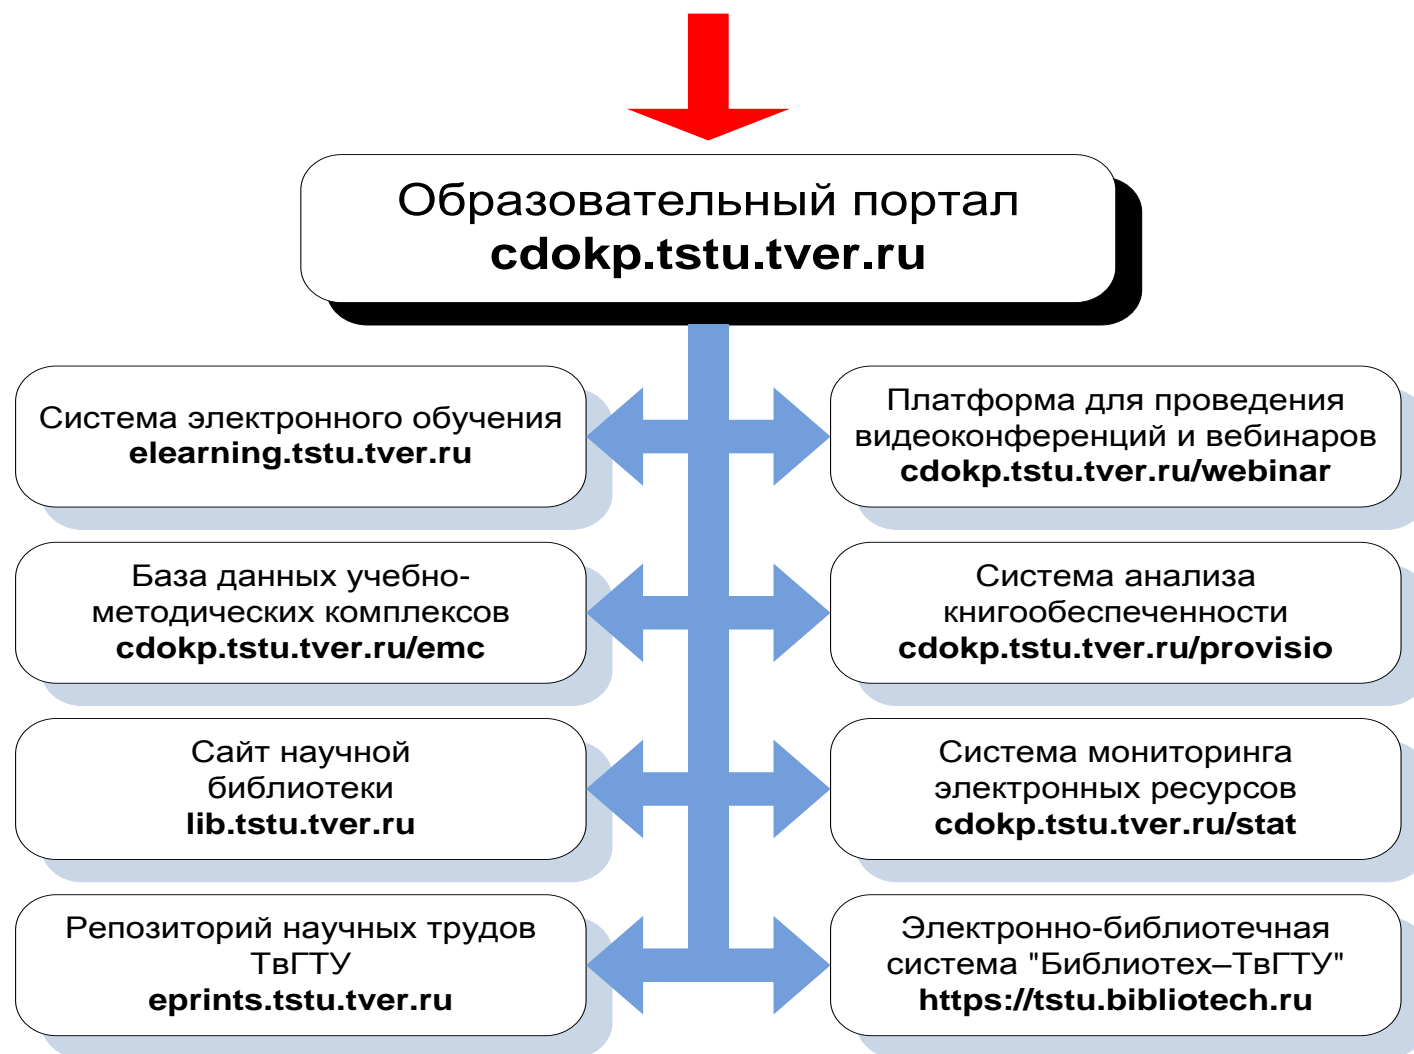 Образовательный портал
cdokp.tstu.tver.ru
Система электронного обучения
elearning.tstu.tver.ru
Платформа для проведения
видеоконференций и вебинаров
cdokp.tstu.tver.ru/webinar
База данных учебно-
методических комплексов
cdokp.tstu.tver.ru/emc
Система анализа
книгообеспеченности
cdokp.tstu.tver.ru/provisio
Сайт научной
библиотеки
lib.tstu.tver.ru
Система мониторинга
электронных ресурсов
cdokp.tstu.tver.ru/stat
Репозиторий научных трудов
ТвГТУ
eprints.tstu.tver.ru
Электронно-библиотечная
система "Библиотех–ТвГТУ"
https://tstu.bibliotech.ru